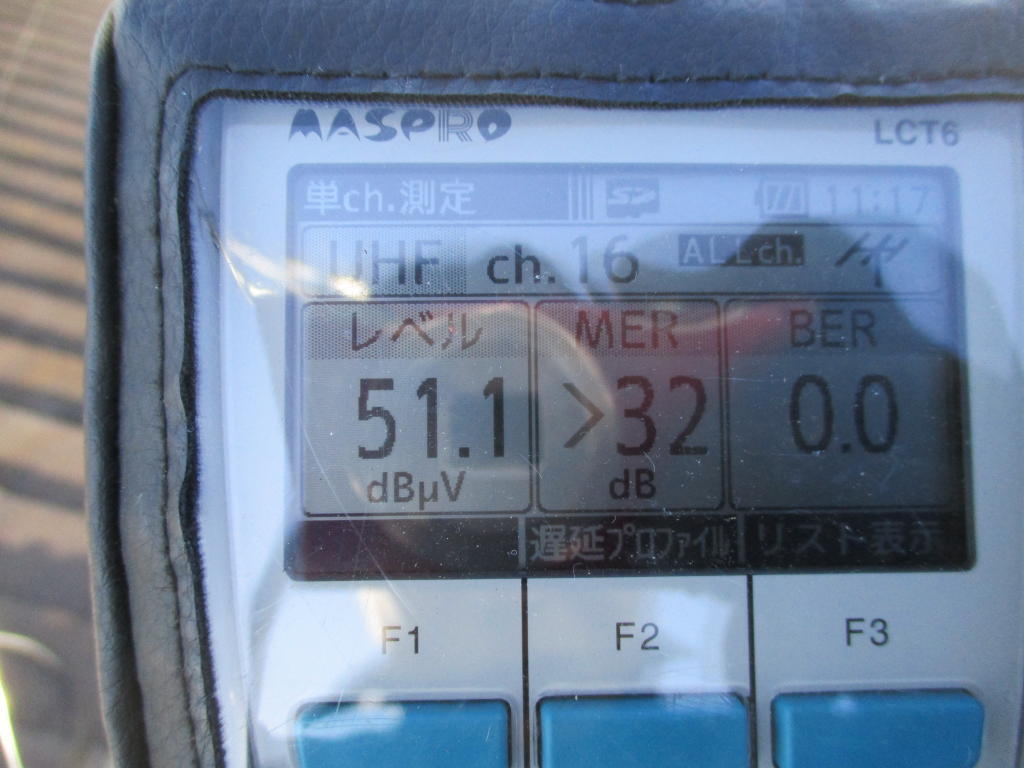 MASPRO LCT6
単ch.測定 SD 11:17
UHF ch. 16 ALLch.
レベル MER BER
51.1 >32 0.0
dBµV dB
遅延プロファイル リスト表示
F1 F2 F3